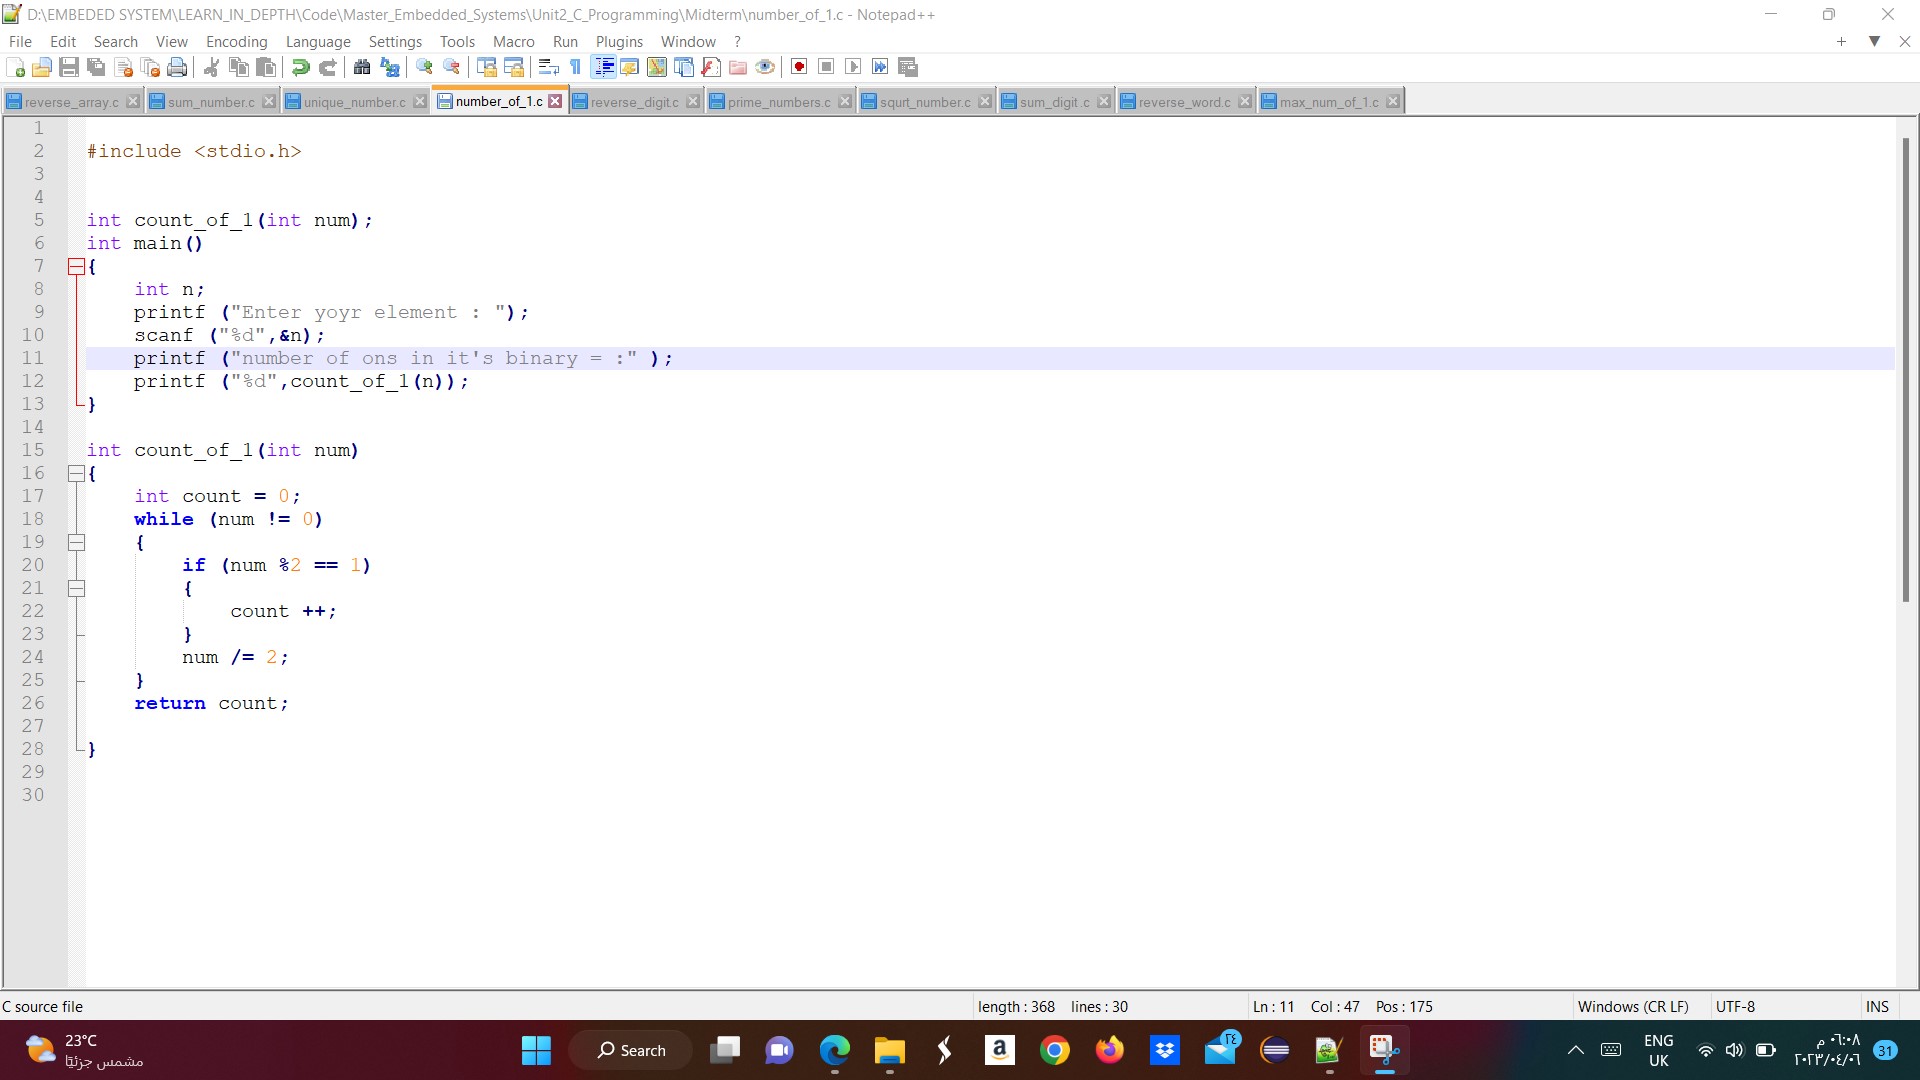 D:\EMBEDED SYSTEM\LEARN_IN_DEPTH\Code\Master_Embedded_Systems\Unit2_C_Programming\Midterm\number_of_1.c - Notepad++
File Edit Search View Encoding Language Settings Tools Macro Run Plugins Window ?
reverse_array.c sum_number.c unique_number.c number_of_1.c reverse_digit.c prime_numbers.c squrt_number.c sum_digit.c reverse_word.c max_num_of_1.c
1
2 #include <stdio.h>
3
4
5 int count_of_1(int num);
6 int main()
7 {
8 int n;
9 printf ("Enter yoyr element : ");
10 scanf ("%d",&n);
11 printf ("number of ons in it's binary = :" );
12 printf ("%d",count_of_1(n));
13 }
14
15 int count_of_1(int num)
16 {
17 int count = 0;
18 while (num != 0)
19 {
20 if (num %2 == 1)
21 {
22 count ++;
23 }
24 num /= 2;
25 }
26 return count;
27
28 }
29
30
C source file length : 368 lines : 30 Ln : 11 Col : 47 Pos : 175 Windows (CR LF) UTF-8 INS
23°C
مشمس جزئيًا
Search
a
٢٤
ENG
UK
٠٦:٠٨ م
٢٠٢٣/٠٤/٠٦
31